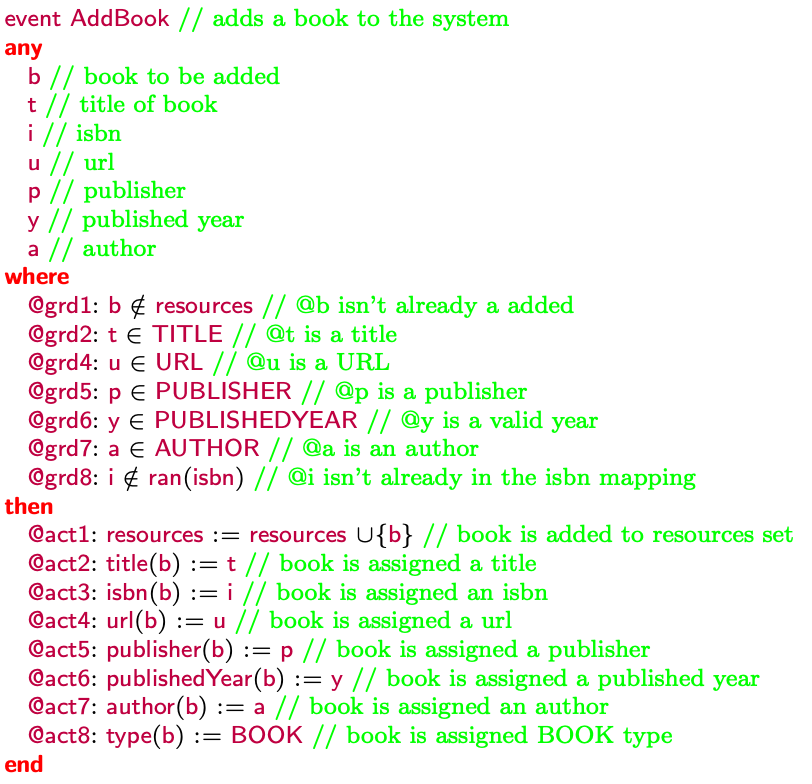 event AddBook // adds a book to the system
any
b // book to be added
t // title of book
i // isbn
u // url
p // publisher
y // published year
a // author
where
@grd1: b ∉ resources // @b isn't already a added
@grd2: t ∈ TITLE // @t is a title
@grd4: u ∈ URL // @u is a URL
@grd5: p ∈ PUBLISHER // @p is a publisher
@grd6: y ∈ PUBLISHEDYEAR // @y is a valid year
@grd7: a ∈ AUTHOR // @a is an author
@grd8: i ∉ ran(isbn) // @i isn't already in the isbn mapping
then
@act1: resources := resources ∪{b} // book is added to resources set
@act2: title(b) := t // book is assigned a title
@act3: isbn(b) := i // book is assigned an isbn
@act4: url(b) := u // book is assigned a url
@act5: publisher(b) := p // book is assigned a publisher
@act6: publishedYear(b) := y // book is assigned a published year
@act7: author(b) := a // book is assigned an author
@act8: type(b) := BOOK // book is assigned BOOK type
end